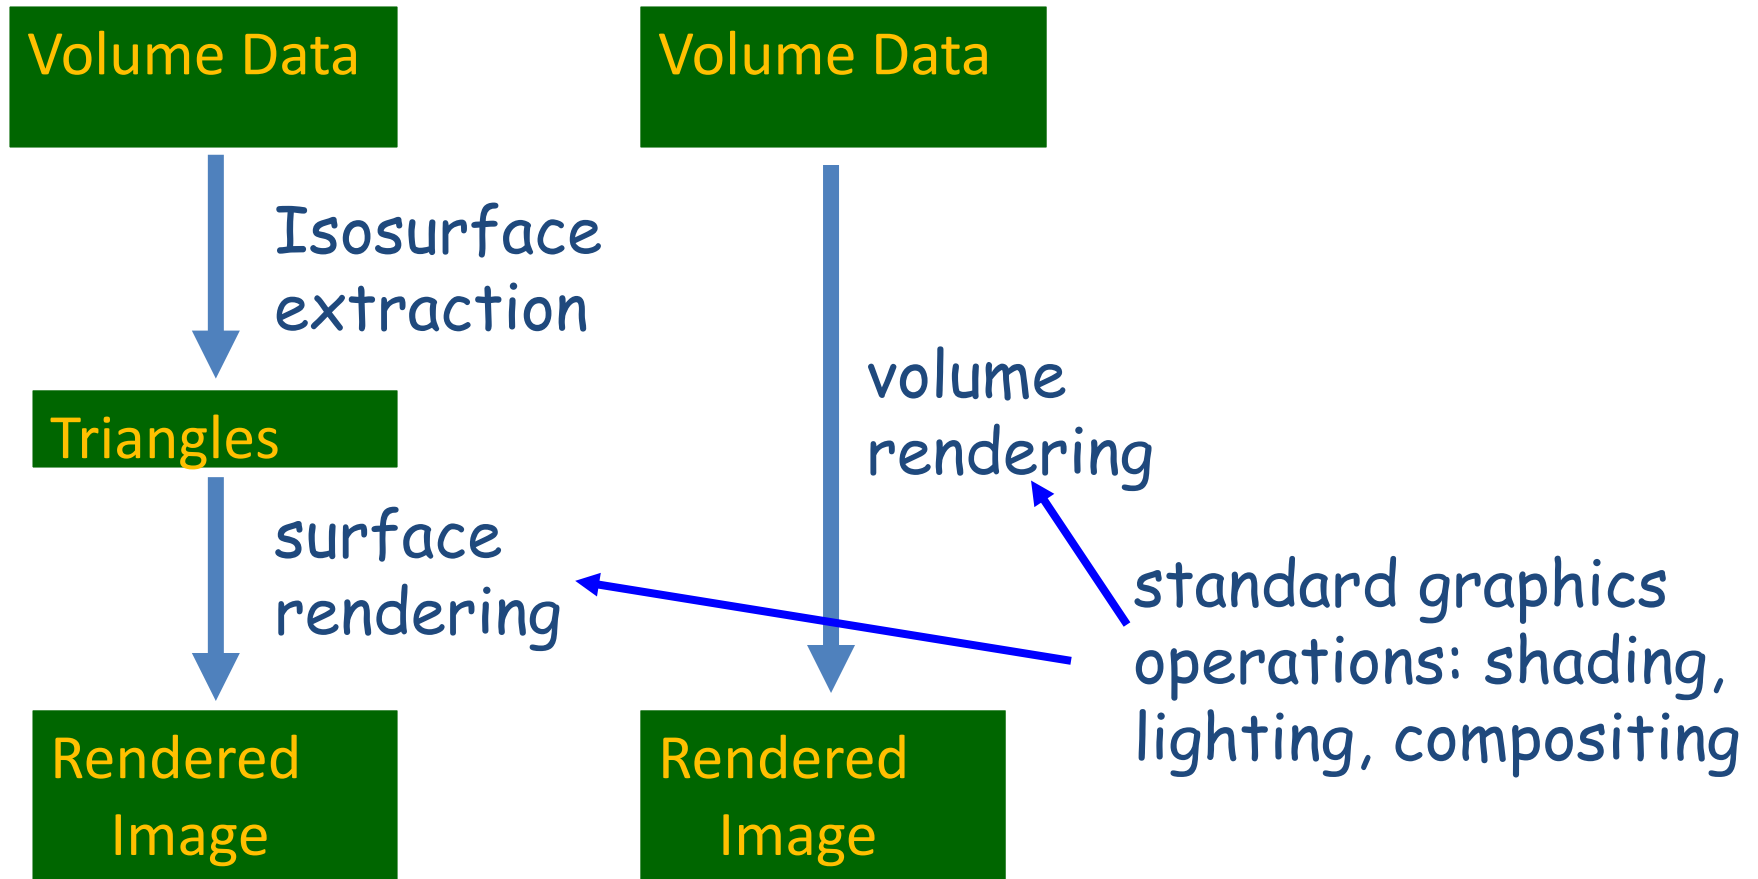 Volume Data
Isosurface
extraction
Triangles
surface
rendering
Rendered
Image
Volume Data
volume
rendering
Rendered
Image
standard graphics
operations: shading,
lighting, compositing